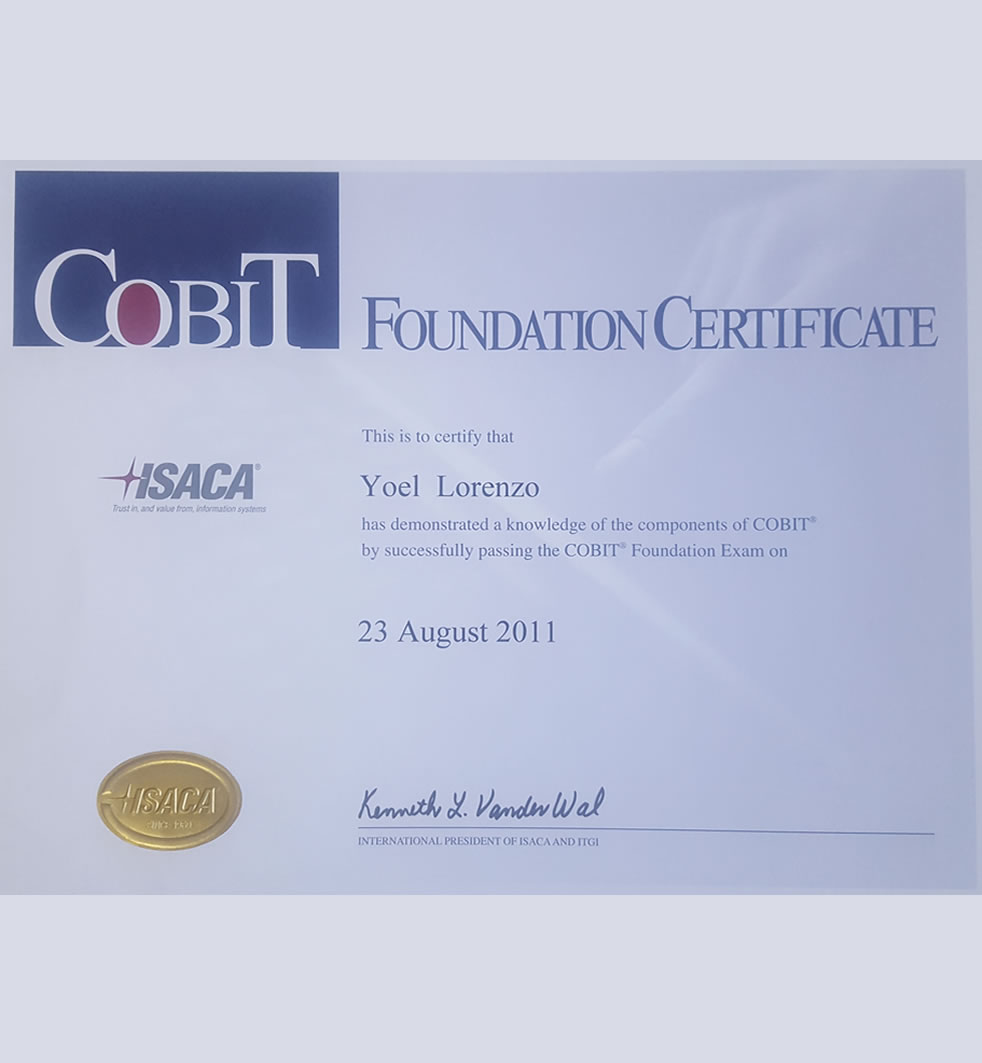 COBIT
FOUNDATION CERTIFICATE
This is to certify that
ISACA®
Trust in, and value from, information systems
Yoel Lorenzo
has demonstrated a knowledge of the components of COBIT®
by successfully passing the COBIT® Foundation Exam on
23 August 2011
ISACA
Kenneth L. Vander Wal
INTERNATIONAL PRESIDENT OF ISACA AND ITGI